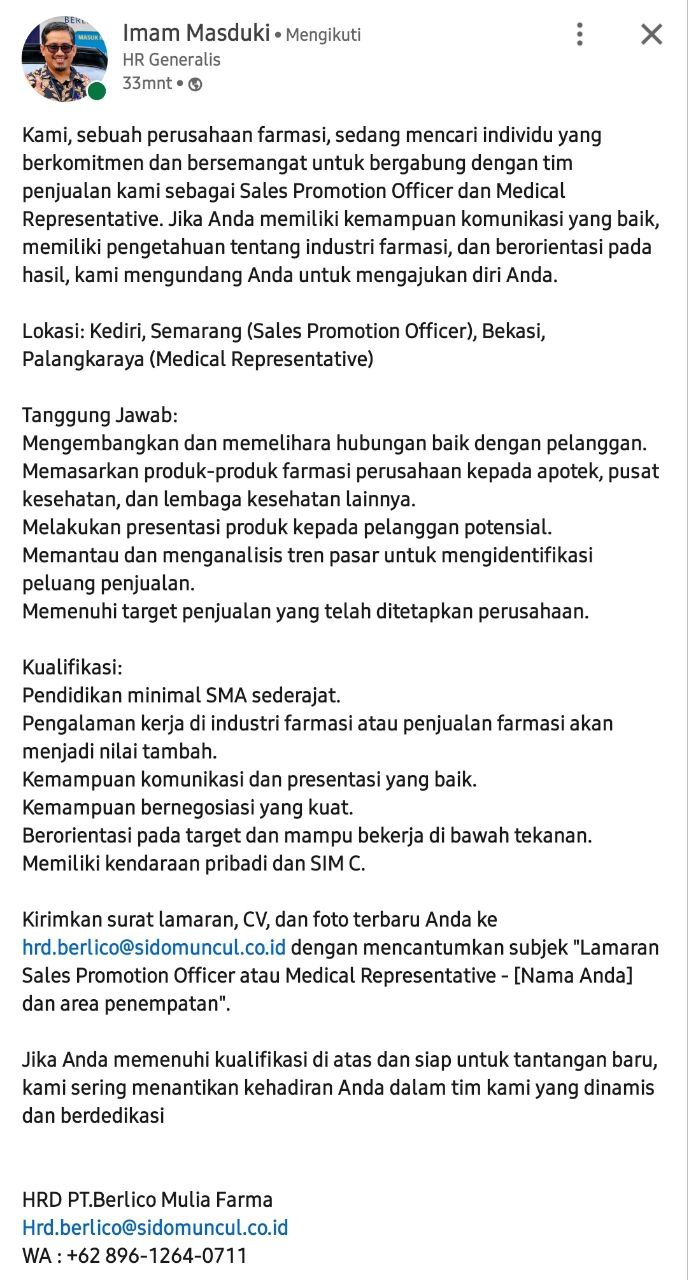 Imam Masduki • Mengikuti
HR Generalis
33mnt •
Kami, sebuah perusahaan farmasi, sedang mencari individu yang
berkomitmen dan bersemangat untuk bergabung dengan tim
penjualan kami sebagai Sales Promotion Officer dan Medical
Representative. Jika Anda memiliki kemampuan komunikasi yang baik,
memiliki pengetahuan tentang industri farmasi, dan berorientasi pada
hasil, kami mengundang Anda untuk mengajukan diri Anda.
Lokasi: Kediri, Semarang (Sales Promotion Officer), Bekasi,
Palangkaraya (Medical Representative)
Tanggung Jawab:
Mengembangkan dan memelihara hubungan baik dengan pelanggan.
Memasarkan produk-produk farmasi perusahaan kepada apotek, pusat
kesehatan, dan lembaga kesehatan lainnya.
Melakukan presentasi produk kepada pelanggan potensial.
Memantau dan menganalisis tren pasar untuk mengidentifikasi
peluang penjualan.
Memenuhi target penjualan yang telah ditetapkan perusahaan.
Kualifikasi:
Pendidikan minimal SMA sederajat.
Pengalaman kerja di industri farmasi atau penjualan farmasi akan
menjadi nilai tambah.
Kemampuan komunikasi dan presentasi yang baik.
Kemampuan bernegosiasi yang kuat.
Berorientasi pada target dan mampu bekerja di bawah tekanan.
Memiliki kendaraan pribadi dan SIM C.
Kirimkan surat lamaran, CV, dan foto terbaru Anda ke
hrd.berlico@sidomuncul.co.id dengan mencantumkan subjek "Lamaran
Sales Promotion Officer atau Medical Representative - [Nama Anda]
dan area penempatan".
Jika Anda memenuhi kualifikasi di atas dan siap untuk tantangan baru,
kami sering menantikan kehadiran Anda dalam tim kami yang dinamis
dan berdedikasi
HRD PT.Berlico Mulia Farma
Hrd.berlico@sidomuncul.co.id
WA : +62 896-1264-0711